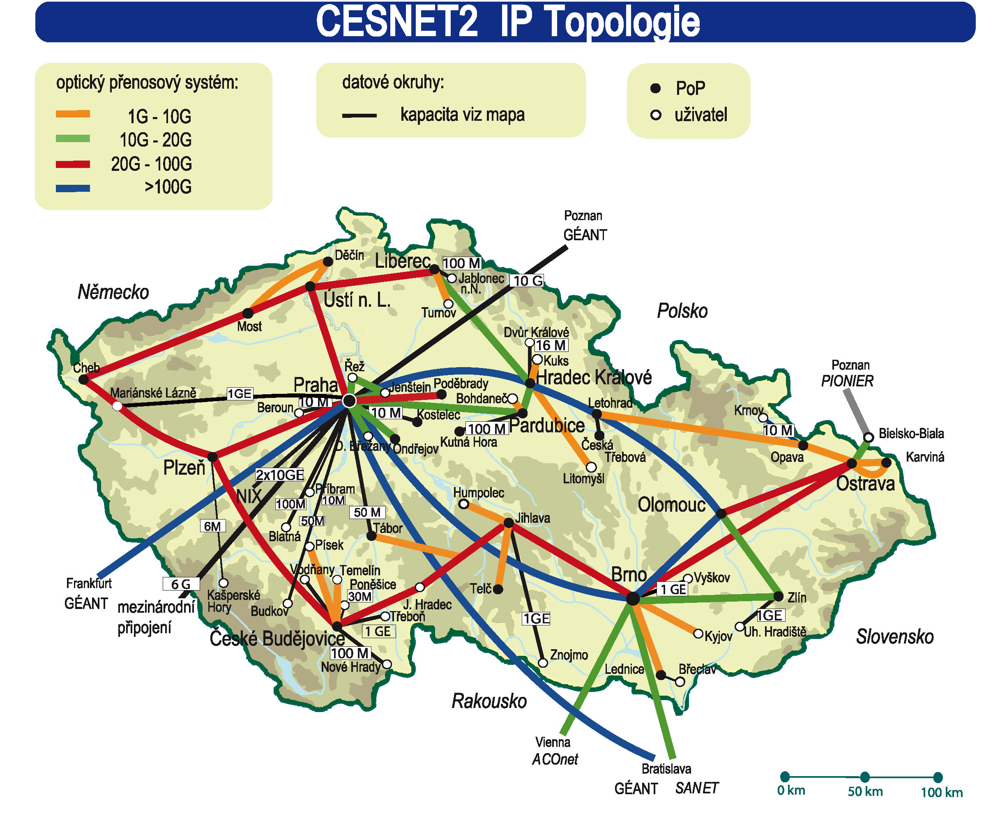 CESNET2 IP Topologie
optický přenosový systém:
1G - 10G
10G - 20G
20G - 100G
>100G
datové okruhy:
kapacita viz mapa
PoP
uživatel
Poznan
GÉANT
Děčín
Liberec
100 M
Jablonec
n.N.
10 G
Německo
Ústí n. L.
Turnov
Polsko
Most
Dvůr Králové
16 M
Kuks
Cheb
Řež
Hradec Králové
Poznan
PIONIER
Praha
Jenštejn
Poděbrady
Mariánské Lázně
1GE
10 M
Bohdaneč
Letohrad
Beroun
10 M
Kostelec
Krnov
100 M
Pardubice
10 M
Bielsko-Biala
D. Břežany
Ondřejov
Kutná Hora
Česká
Třebová
Opava
Karviná
Plzeň
2x10GE
Litomyšl
Ostrava
NIX
Příbram
Humpolec
100M
10M
Olomouc
50 M
6M
50M
Jihlava
Blatná
Tábor
Písek
Vodňany
Temelín
Brno
Vyškov
Frankfurt
GÉANT
6 G
Poněšice
30M
Telč
1 GE
Zlín
Kašperské
Hory
mezinárodní
připojení
Budkov
J. Hradec
Třeboň
1GE
1GE
1 GE
Uh. Hradiště
Kyjov
Slovensko
České Budějovice
100 M
Nové Hrady
Znojmo
Lednice
Břeclav
Rakousko
Vienna
ACOnet
Bratislava
GÉANT SANET
0 km
50 km
100 km